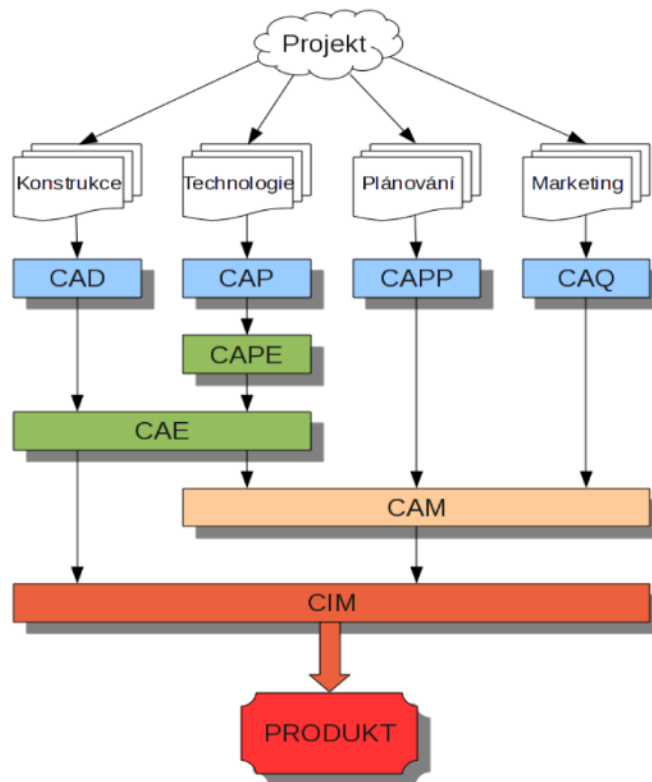 Projekt
Konstrukce
Technologie
Plánování
Marketing
CAD
CAP
CAPP
CAQ
CAPE
CAE
CAM
CIM
PRODUKT